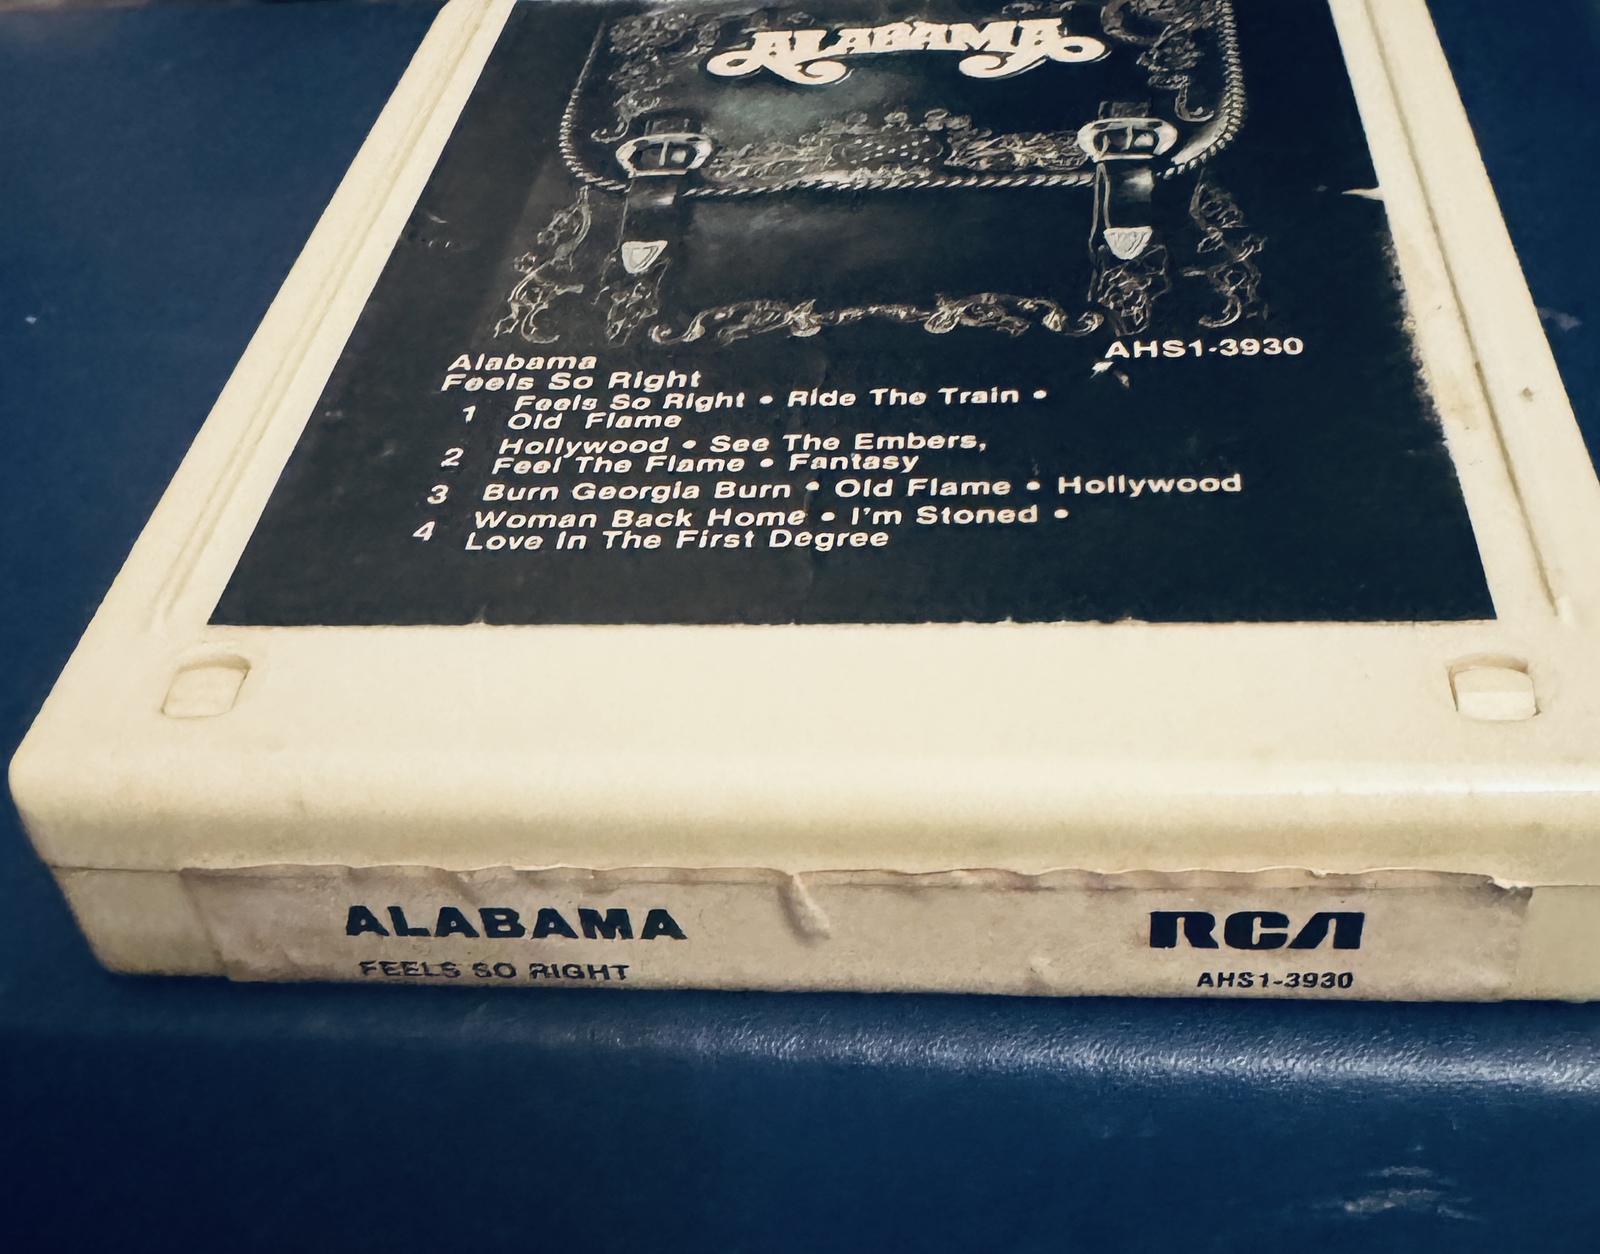 ALABAMA
AHS1-3930
Alabama
Feels So Right
1 Feels So Right • Ride The Train •
Old Flame
2 Hollywood • See The Embers,
Feel The Flame • Fantasy
3 Burn Georgia Burn • Old Flame • Hollywood
4 Woman Back Home • I'm Stoned •
Love In The First Degree
ALABAMA
FEELS SO RIGHT
RCA
AHS1-3930